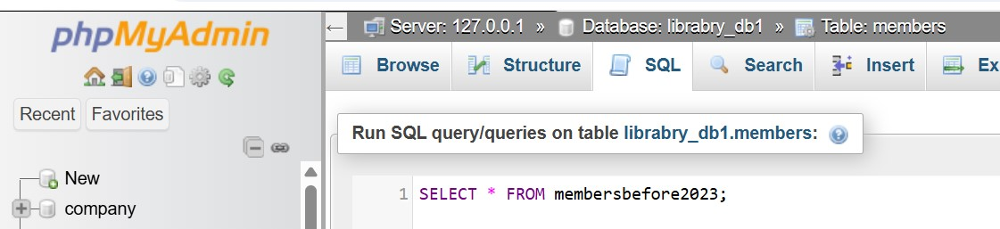 phpMyAdmin
Recent Favorites
New
company
Server: 127.0.0.1 » Database: librabry_db1 » Table: members
Browse Structure SQL Search Insert Ex
Run SQL query/queries on table librabry_db1.members:
1 SELECT * FROM membersbefore2023;